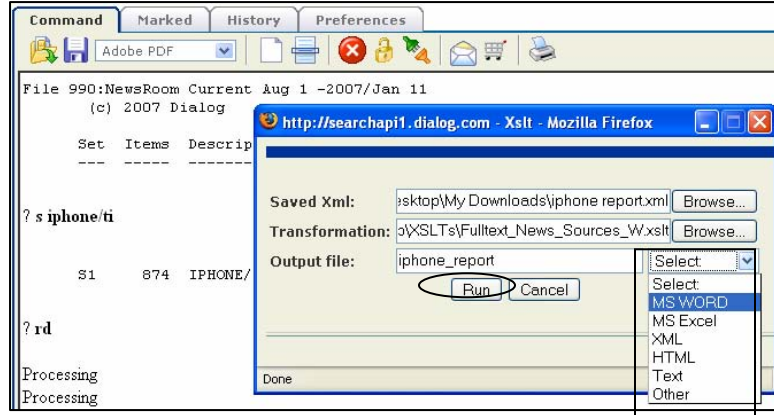 Command Marked History Preferences
Adobe PDF
File 990:NewsRoom Current Aug 1 -2007/Jan 11
(c) 2007 Dialog
Set Items Descrip
--- ----- -------
? s iphone/ti
S1 874 IPHONE/
? rd
Processing
Processing
http://searchapi1.dialog.com - Xslt - Mozilla Firefox
Saved Xml: esktop\My Downloads\iphone report.xml Browse...
Transformation: \XSLTs\Fulltext_News_Sources_W.xslt Browse...
Output file: iphone_report Select:
Run Cancel
Select:
MS WORD
MS Excel
XML
HTML
Text
Other
Done